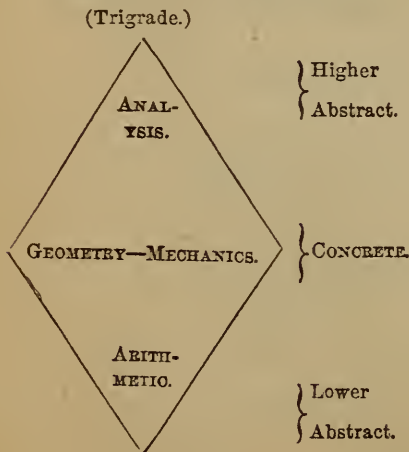 (Trigrade.)
Higher
Abstract.
ANAL-
YSIS.
GEOMETRY—MECHANICS.
CONCRETE.
ARITH-
METIC.
Lower
Abstract.